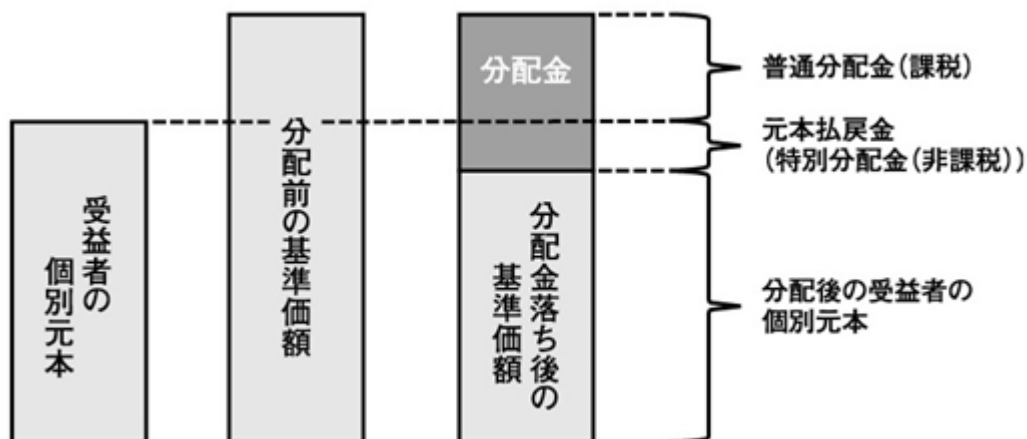 受益者の
個別元本
分配前の基準価額
分配金
分配金落ち後の
基準価額
普通分配金(課税)
元本払戻金
(特別分配金(非課税))
分配後の受益者の
個別元本